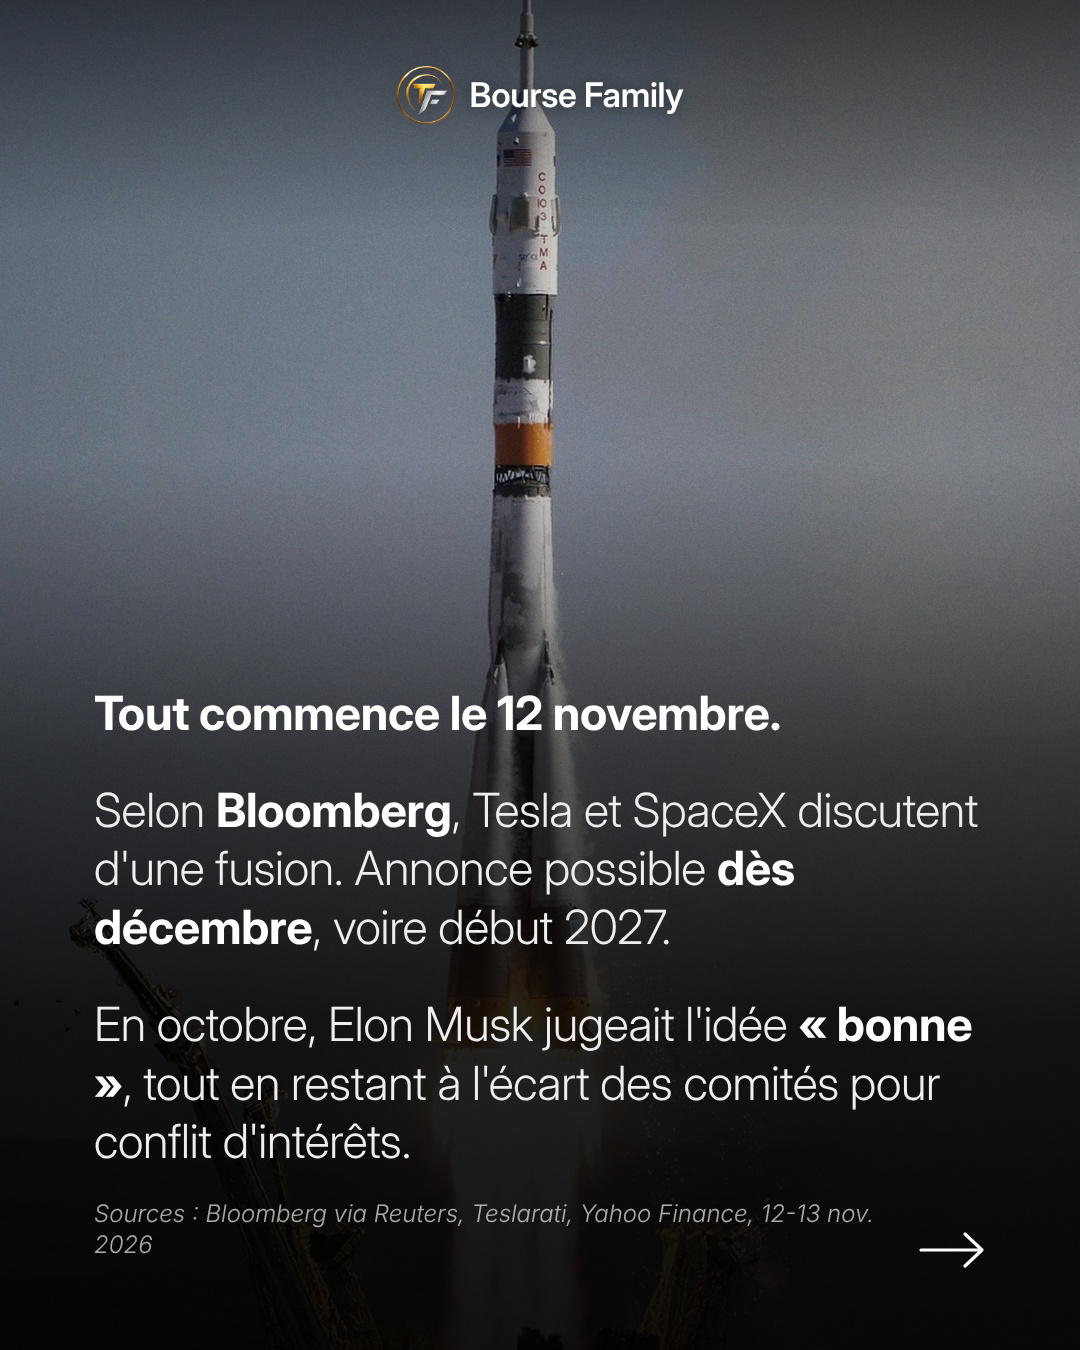 Bourse Family
СОЮЗ ТМА
Tout commence le 12 novembre.
Selon Bloomberg, Tesla et SpaceX discutent
d'une fusion. Annonce possible dès
décembre, voire début 2027.
En octobre, Elon Musk jugeait l'idée « bonne
», tout en restant à l'écart des comités pour
conflit d'intérêts.
Sources : Bloomberg via Reuters, Teslarati, Yahoo Finance, 12-13 nov.
2026